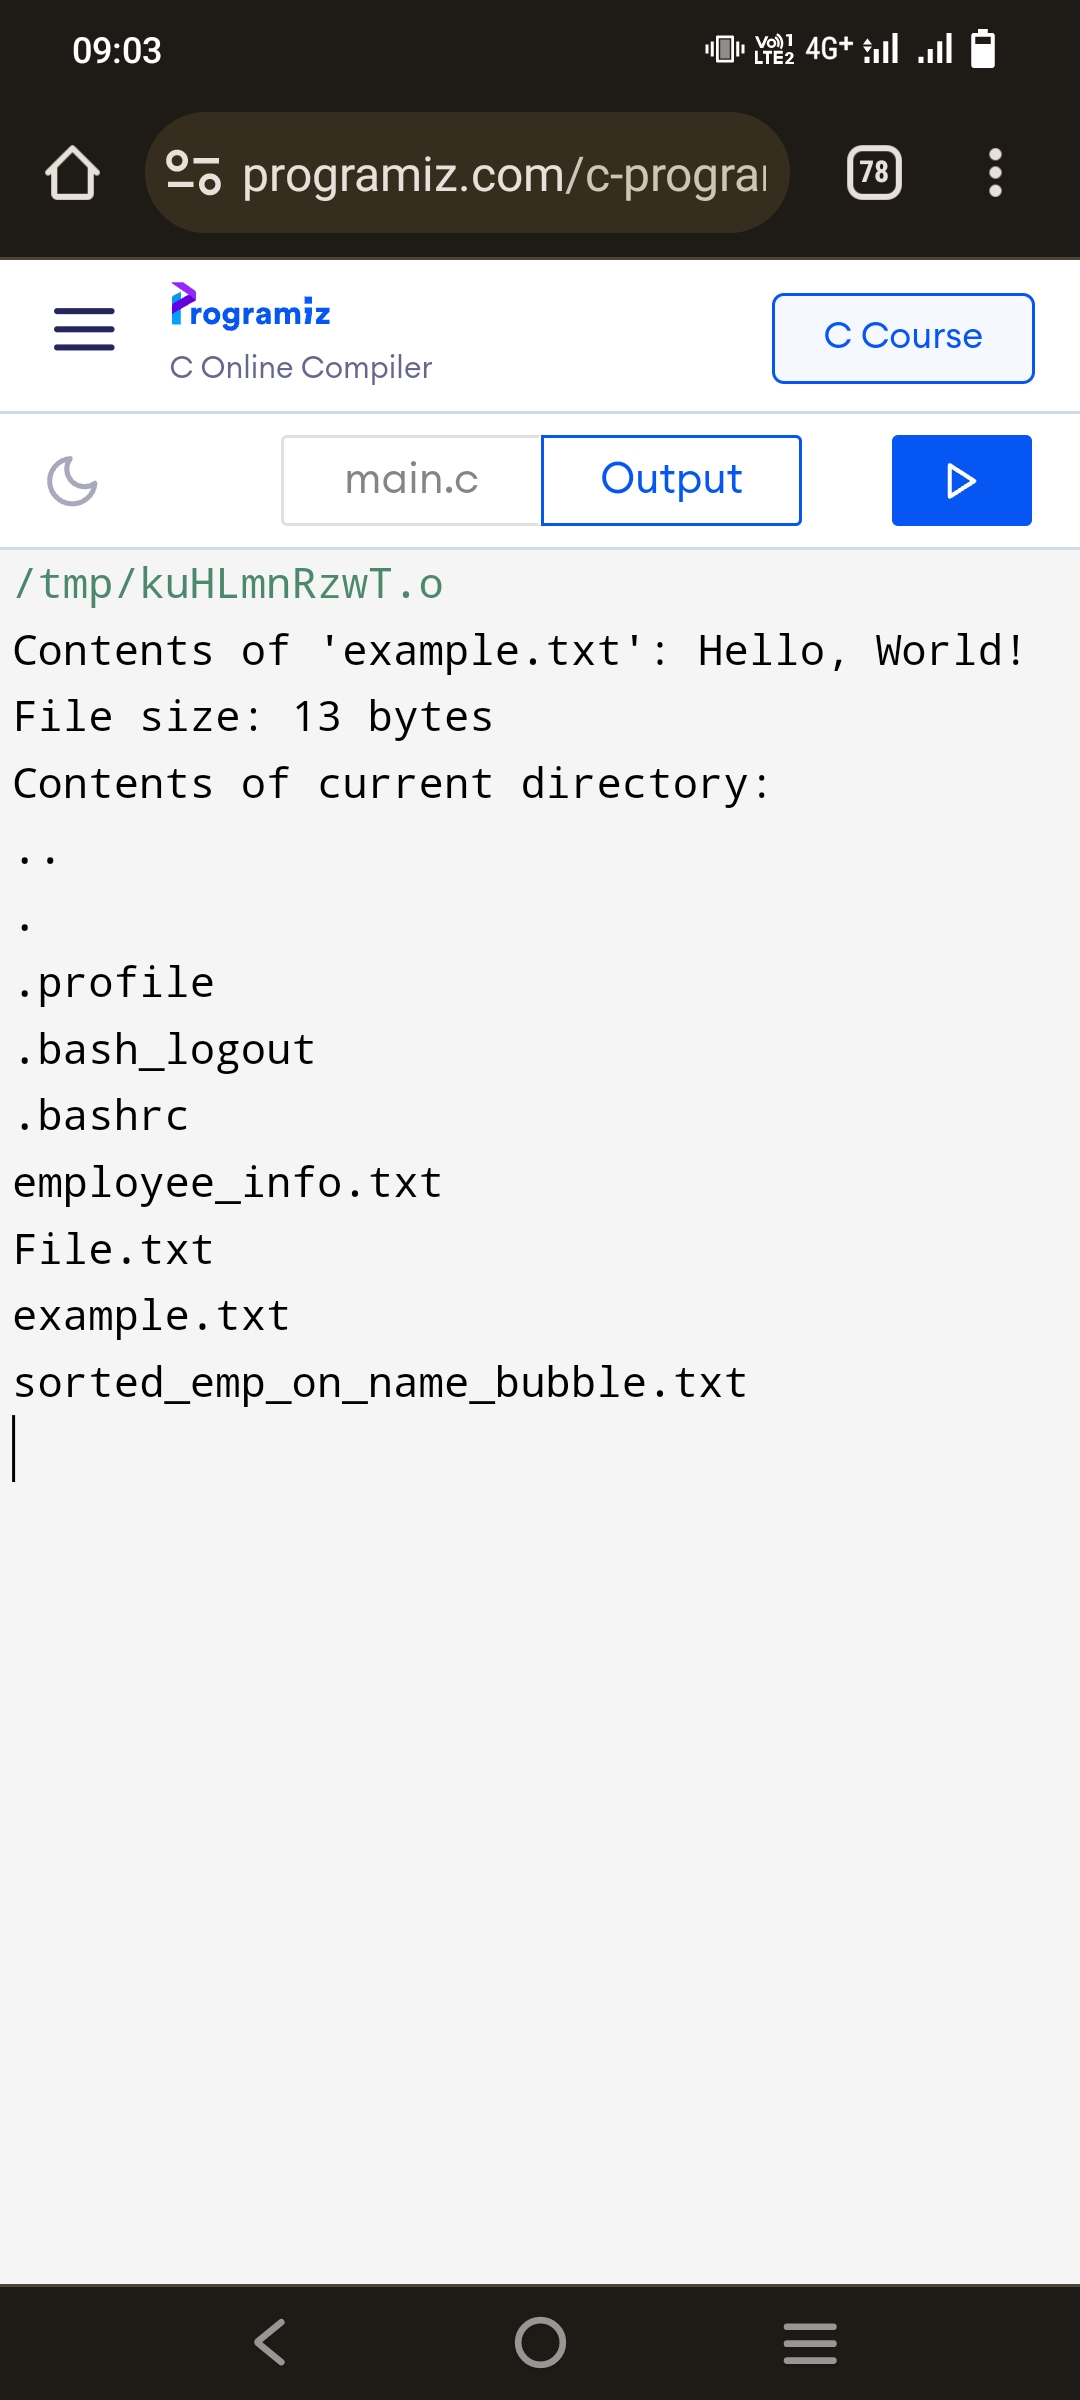 09:03
Vo)) 1
LTE2
4G+
programiz.com/c-progra
78
Programiz
C Online Compiler
C Course
main.c
Output
/tmp/kuHLmnRzwT.o
Contents of 'example.txt': Hello, World!
File size: 13 bytes
Contents of current directory:
..
.
.profile
.bash_logout
.bashrc
employee_info.txt
File.txt
example.txt
sorted_emp_on_name_bubble.txt